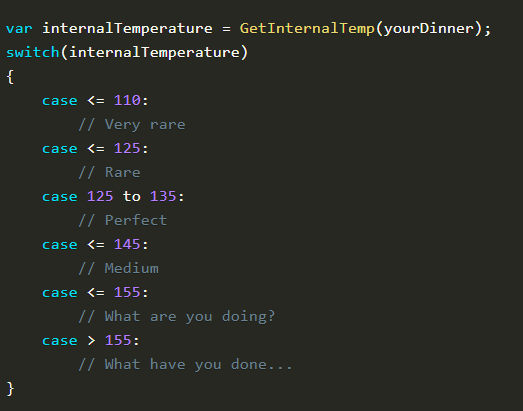 var internalTemperature = GetInternalTemp(yourDinner);
switch(internalTemperature)
{
    case <= 110:
        // Very rare
    case <= 125:
        // Rare
    case 125 to 135:
        // Perfect
    case <= 145:
        // Medium
    case <= 155:
        // What are you doing?
    case > 155:
        // What have you done...
}